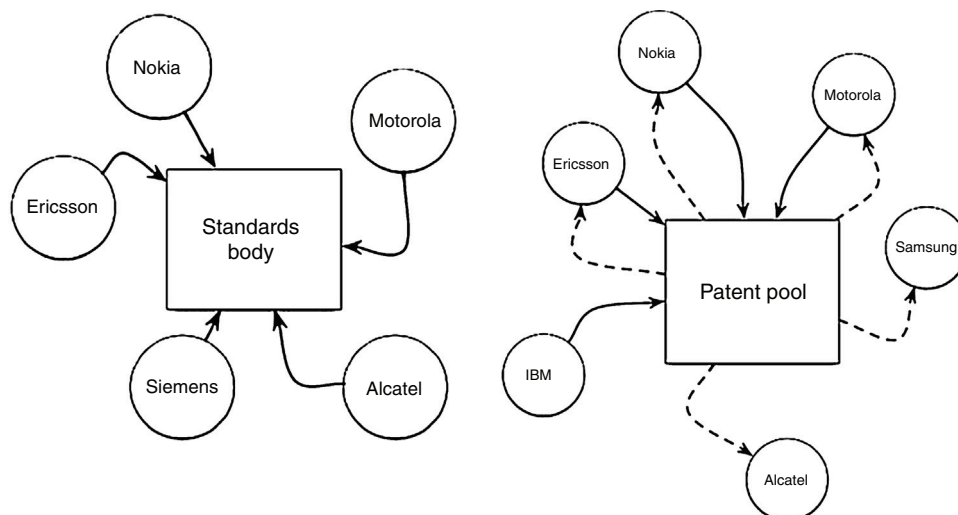 Nokia
Motorola
Ericsson
Standards
body
Siemens
Alcatel
Nokia
Motorola
Ericsson
Samsung
Patent pool
IBM
Alcatel